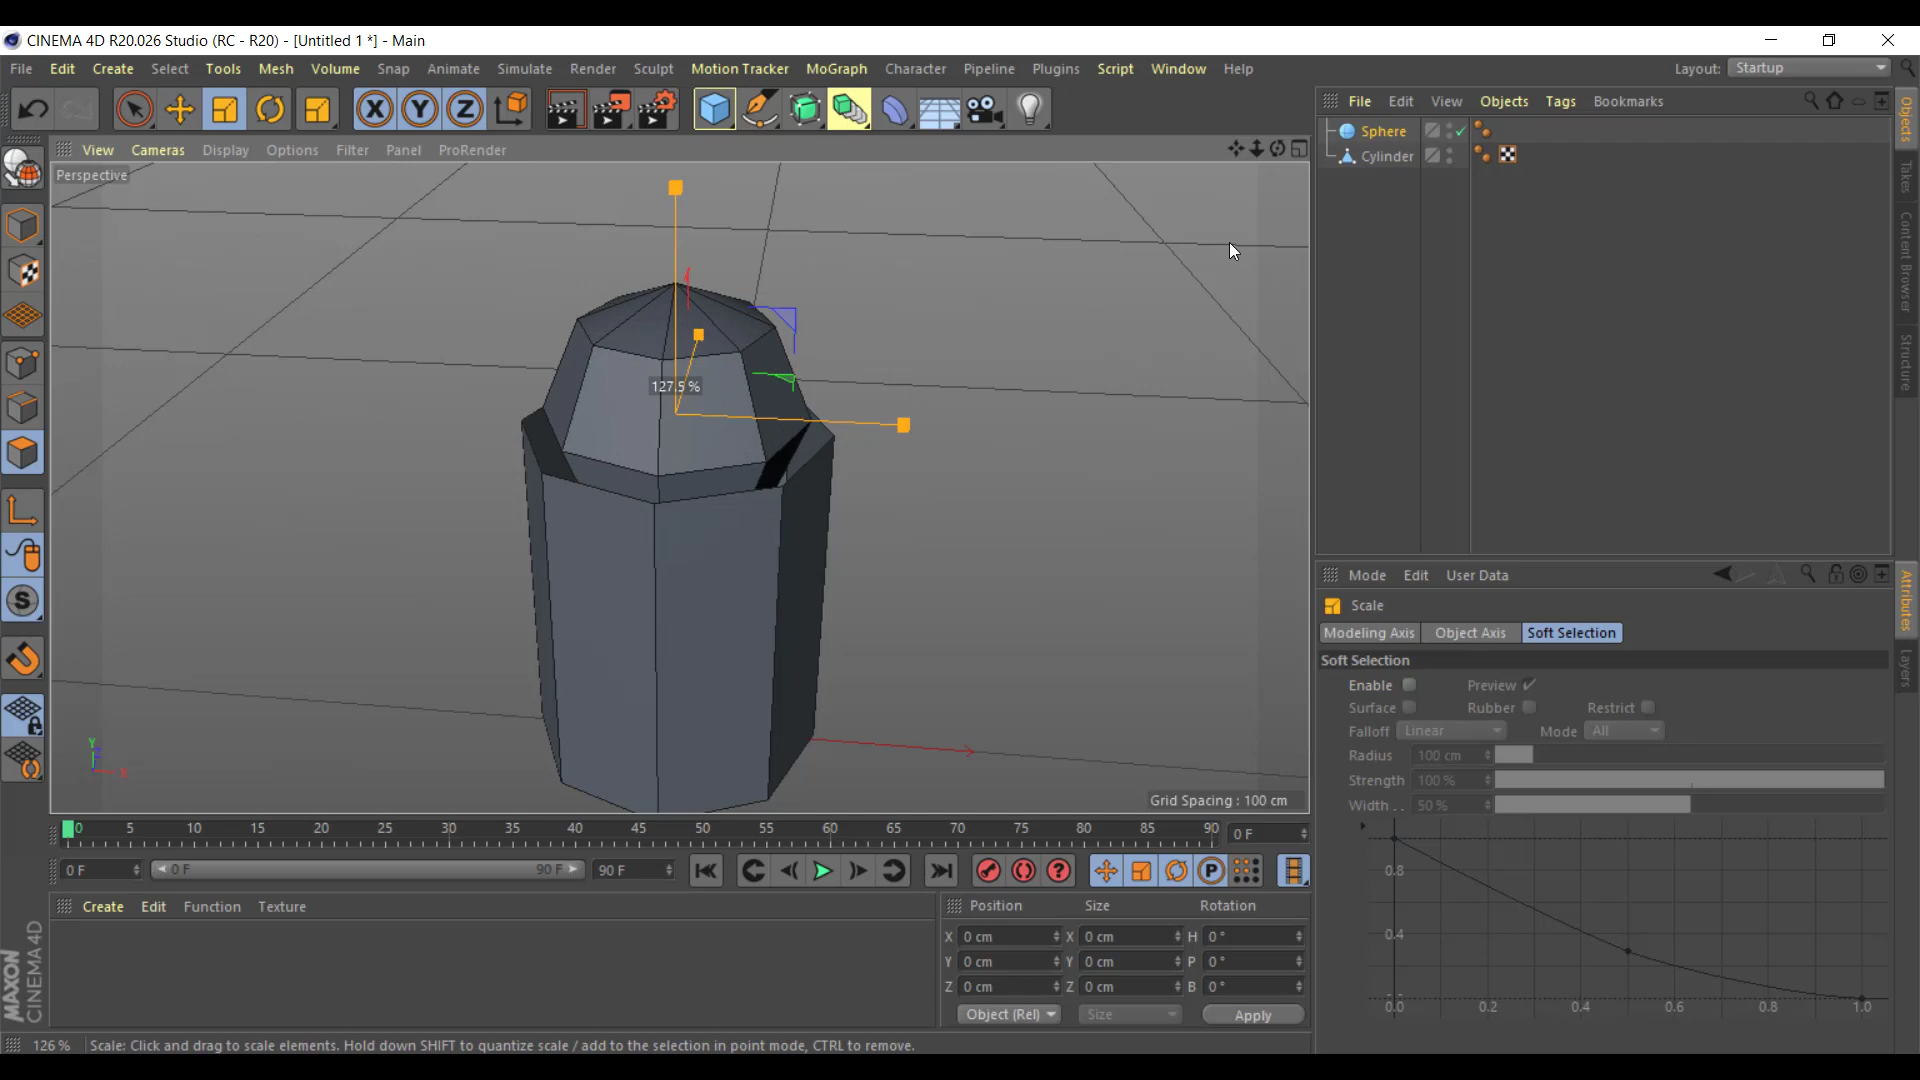 CINEMA 4D R20.026 Studio (RC - R20) - [Untitled 1 *] - Main
File Edit Create Select Tools Mesh Volume Snap Animate Simulate Render Sculpt Motion Tracker MoGraph Character Pipeline Plugins Script Window Help Layout: Startup
X Y Z
File Edit View Objects Tags Bookmarks
Sphere
Cylinder
Objects
Takes
Content Browser
Structure
View Cameras Display Options Filter Panel ProRender
Perspective
127.5 %
S
Y
Z
X
Grid Spacing : 100 cm
Mode Edit User Data
Scale
Modeling Axis Object Axis Soft Selection
Soft Selection
Enable Preview
Surface Rubber Restrict
Falloff Linear Mode All
Radius 100 cm
Strength 100 %
Width . . 50 %
0.8
0.4
0.0 0.2 0.4 0.6 0.8 1.0
Attributes
Layers
0 5 10 15 20 25 30 35 40 45 50 55 60 65 70 75 80 85 90 0 F
0 F 0 F 90 F 90 F
P
Create Edit Function Texture
Position Size Rotation
X 0 cm X 0 cm H 0 °
Y 0 cm Y 0 cm P 0 °
Z 0 cm Z 0 cm B 0 °
Object (Rel) Size Apply
MAXON
CINEMA 4D
126 % Scale: Click and drag to scale elements. Hold down SHIFT to quantize scale / add to the selection in point mode, CTRL to remove.